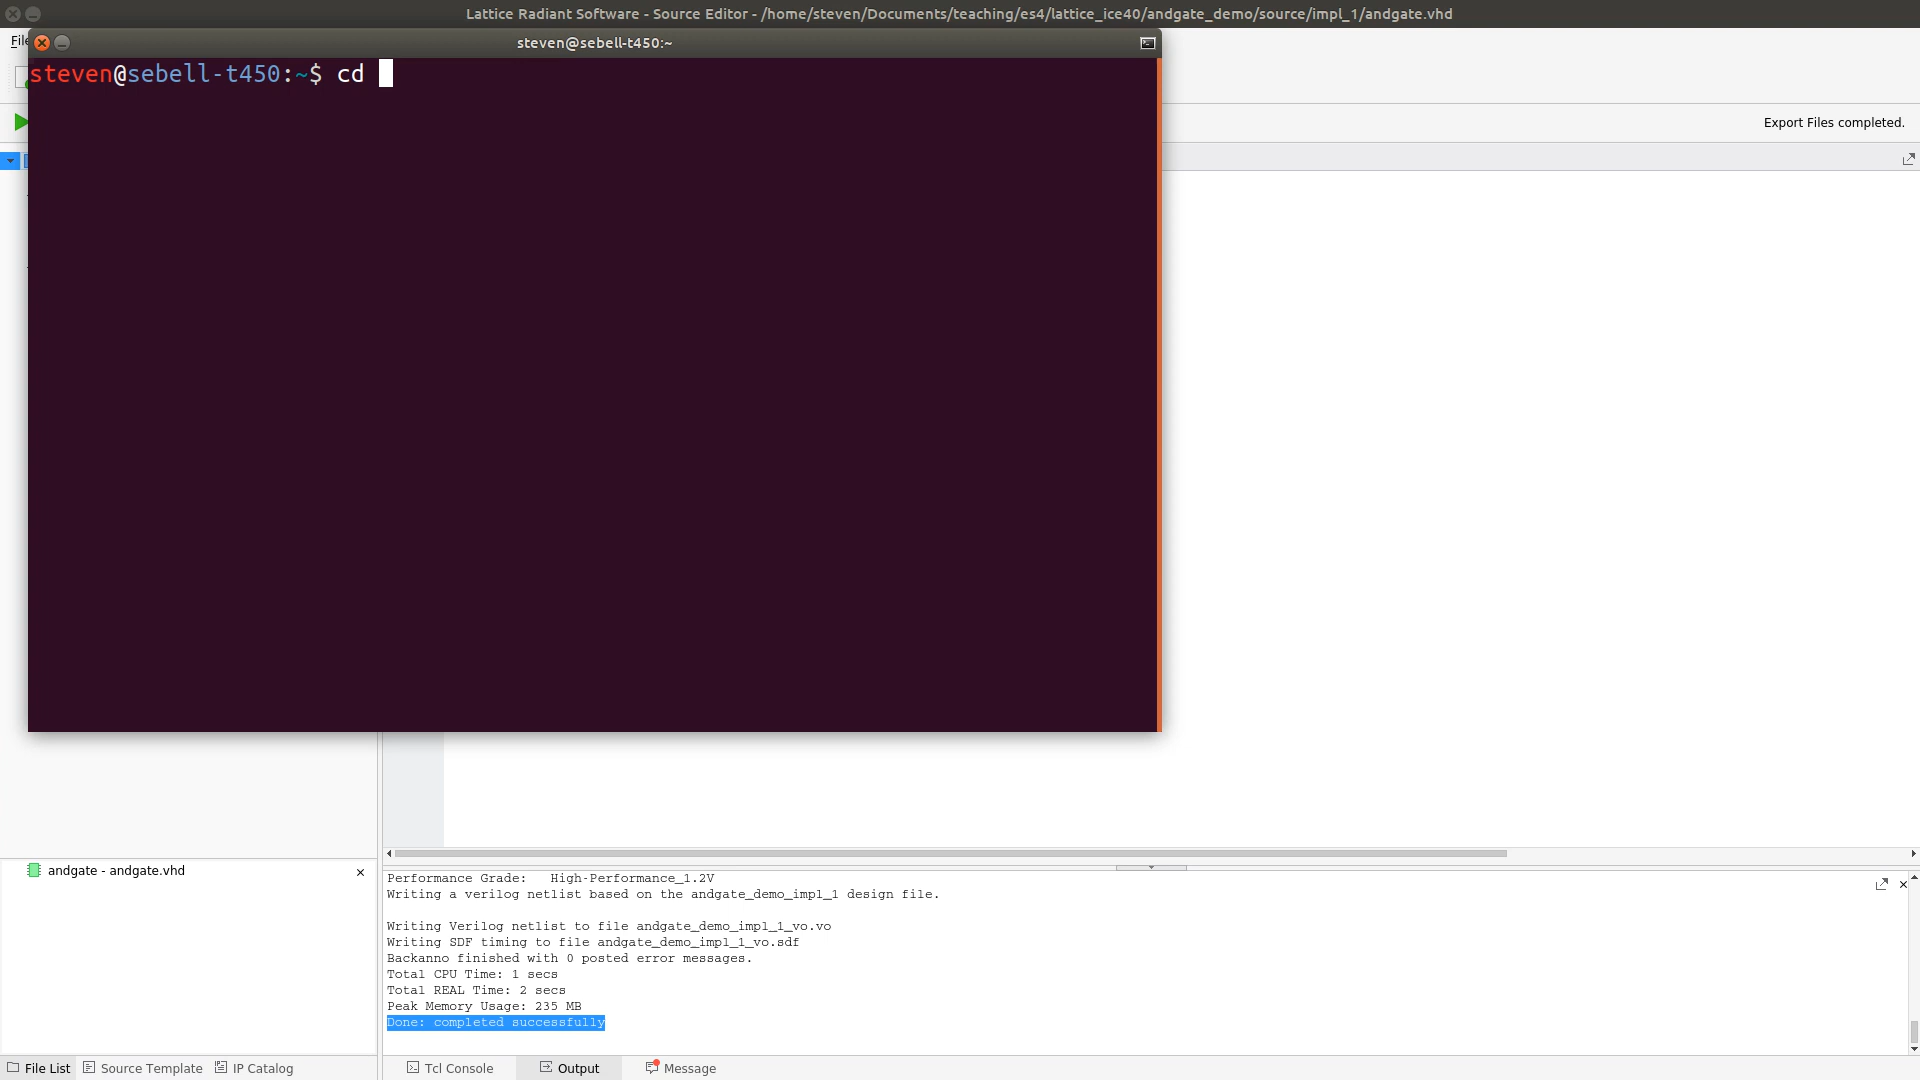 Lattice Radiant Software - Source Editor - /home/steven/Documents/teaching/es4/lattice_ice40/andgate_demo/source/impl_1/andgate.vhd
File
steven@sebell-t450:~
steven@sebell-t450:~$ cd
Export Files completed.
andgate - andgate.vhd
Performance Grade:   High-Performance_1.2V
Writing a verilog netlist based on the andgate_demo_impl_1 design file.
Writing Verilog netlist to file andgate_demo_impl_1_vo.vo
Writing SDF timing to file andgate_demo_impl_1_vo.sdf
Backanno finished with 0 posted error messages.
Total CPU Time: 1 secs
Total REAL Time: 2 secs
Peak Memory Usage: 235 MB
Done: completed successfully
File List Source Template IP Catalog Tcl Console Output Message